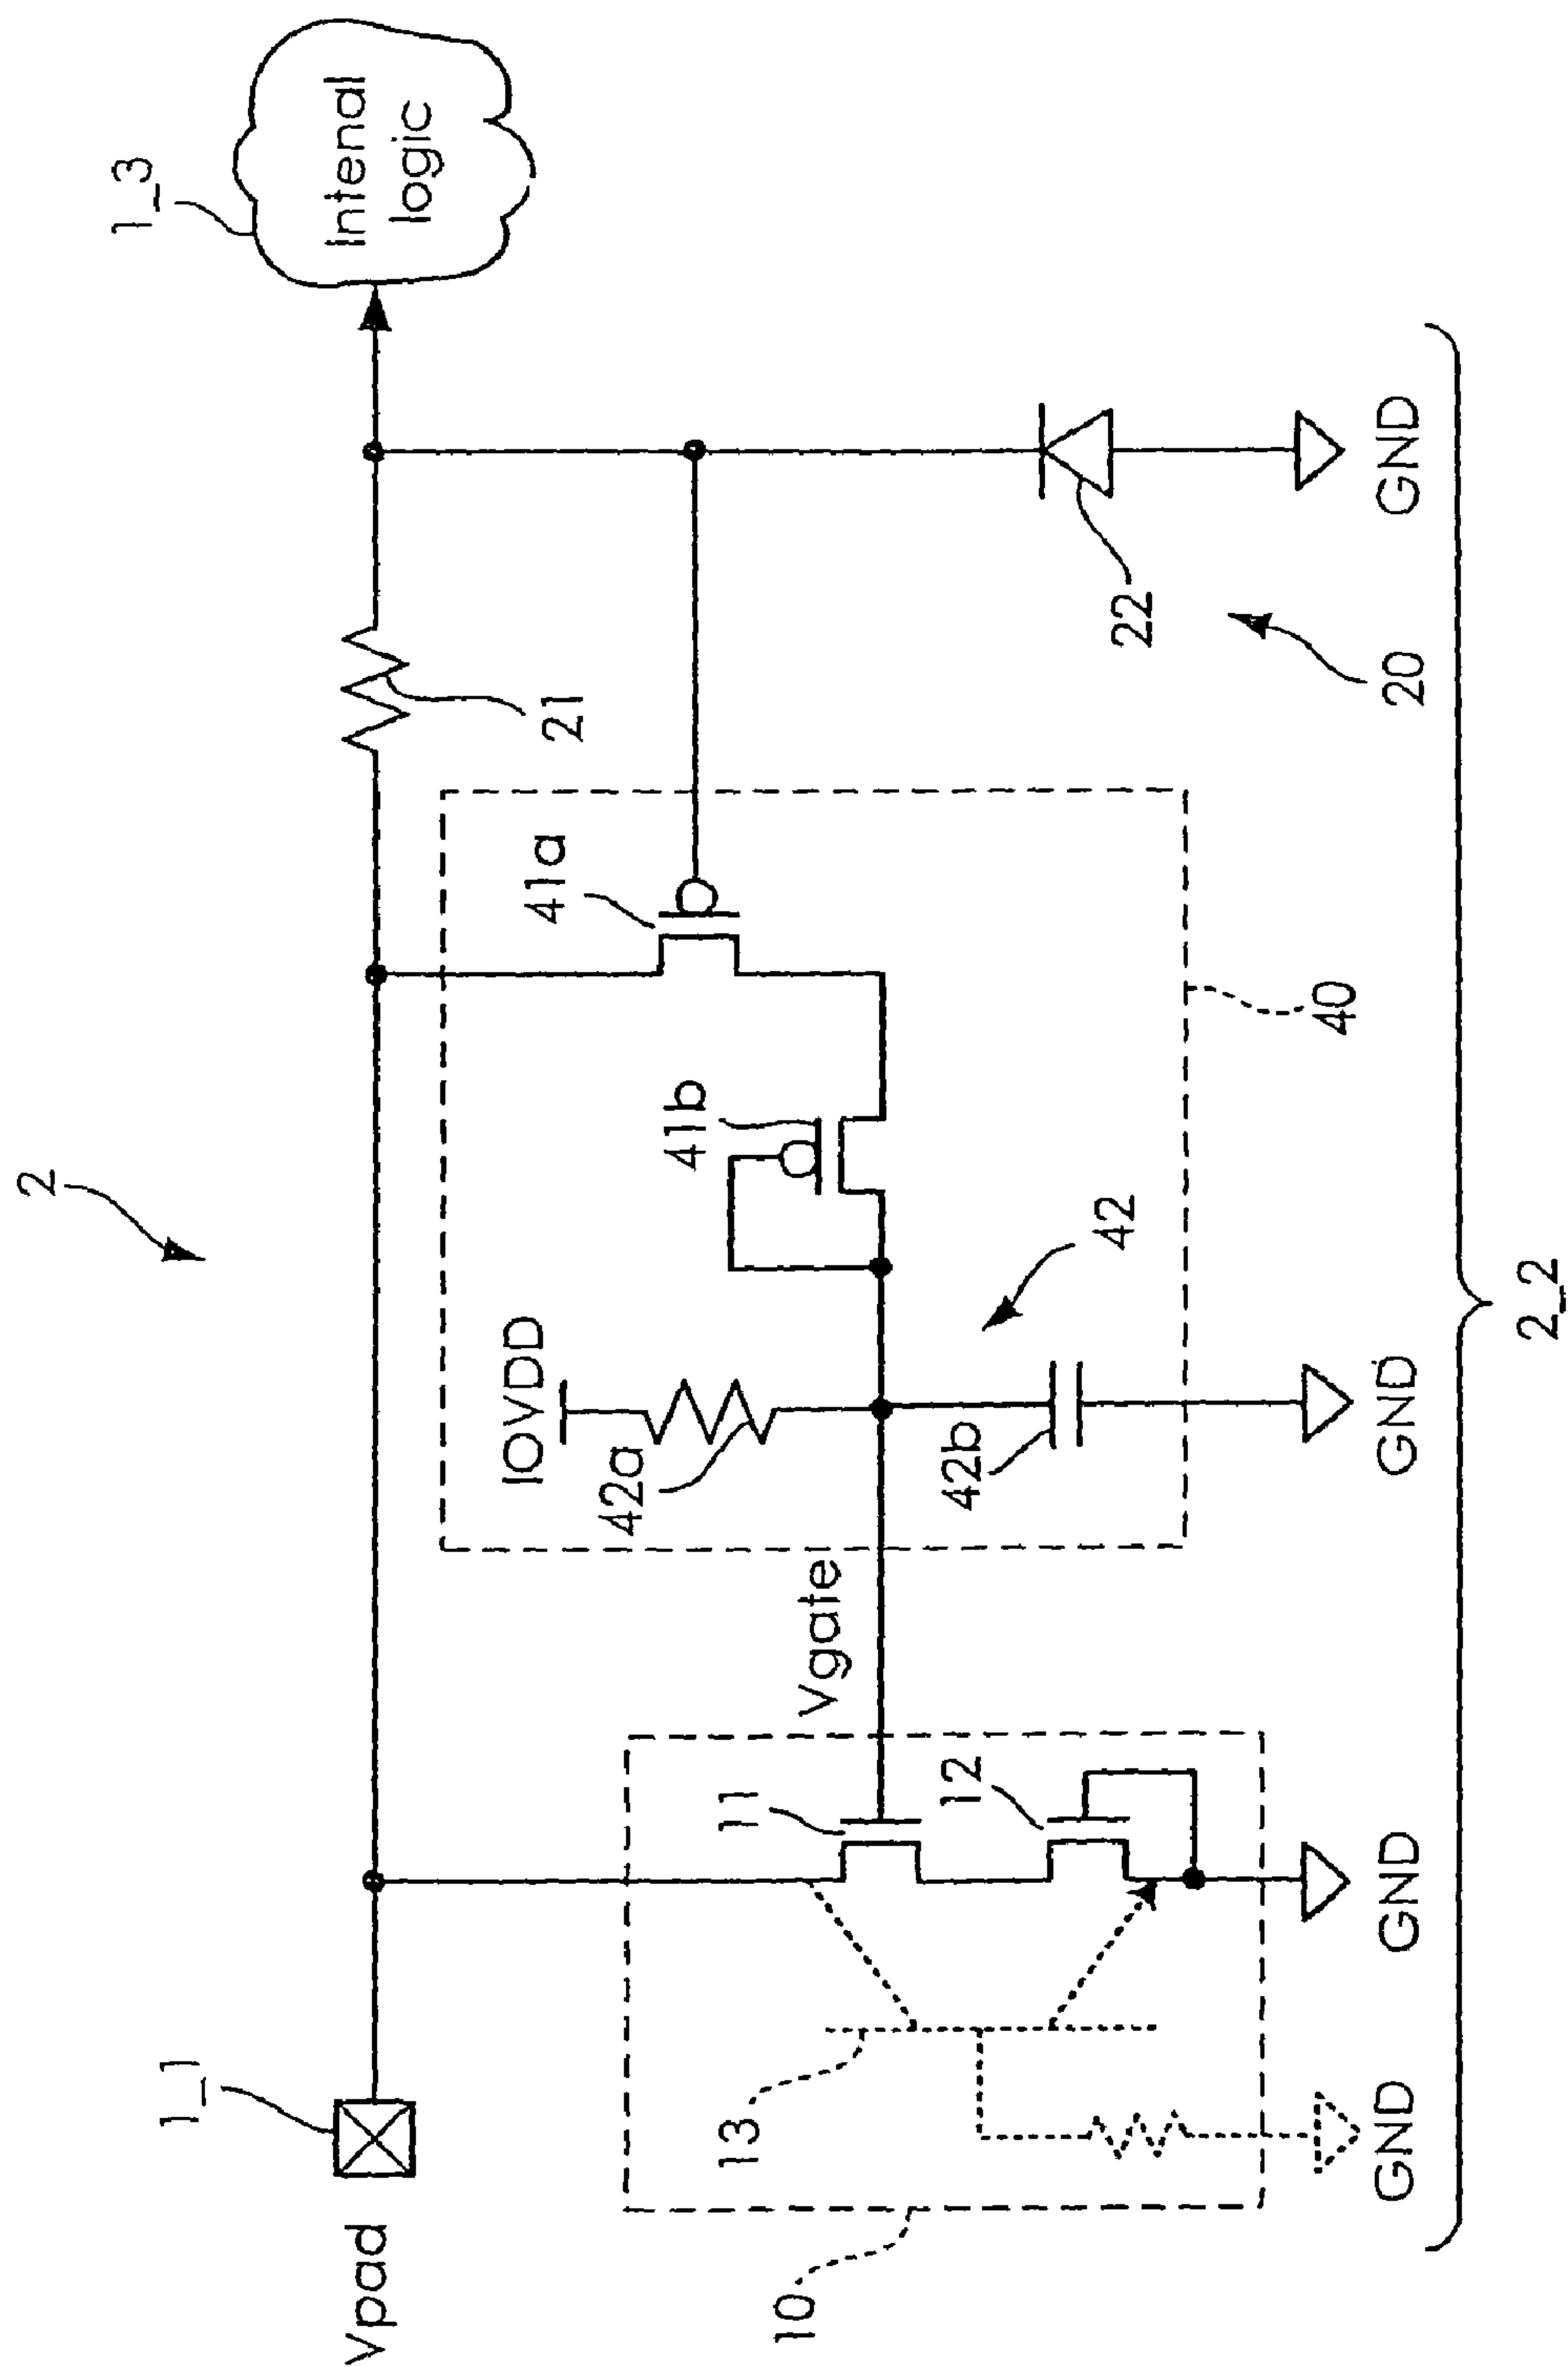 2
Vpad
1_1
1_3
Intenal
logic
21
IOVDD
41a
42a
41b
Vgate
11
12
42b
42
22
13
10
40
20
GND
GND
GND
GND
2_2